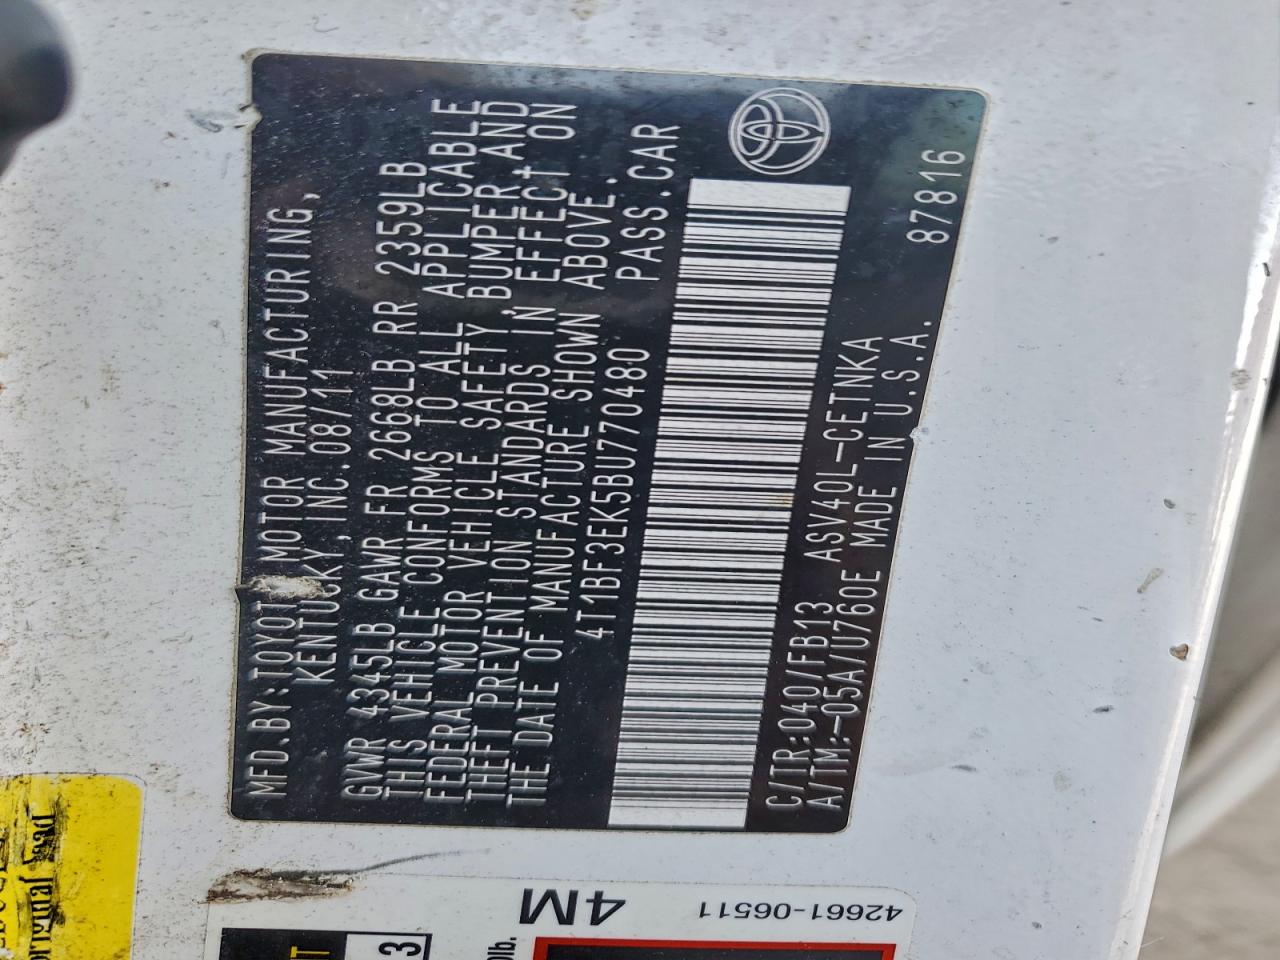 MFD.BY:TOYOTA MOTOR MANUFACTURING,
KENTUCKY,INC.08/11
GVWR 4345LB GAWR FR 2668LB RR 2359LB
THIS VEHICLE CONFORMS TO ALL APPLICABLE
FEDERAL MOTOR VEHICLE SAFETY, BUMPER AND
THEFT PREVENTION STANDARDS IN EFFECT ON
THE DATE OF MANUFACTURE SHOWN ABOVE.
4T1BF3EK5BU770480 PASS.CAR
C/TR:040/FB13 ASV40L-CETNKA
A/TM:-05A/U760E MADE IN U.S.A.
87816
4M
42661-06511
3
0lb.
original